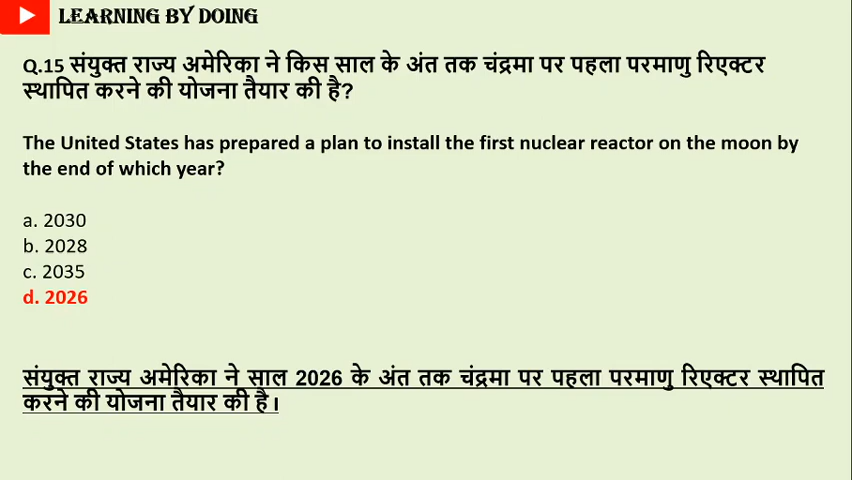 LEARNING BY DOING
Q.15 संयुक्त राज्य अमेरिका ने किस साल के अंत तक चंद्रमा पर पहला परमाणु रिएक्टर
स्थापित करने की योजना तैयार की है?
The United States has prepared a plan to install the first nuclear reactor on the moon by
the end of which year?
a. 2030
b. 2028
c. 2035
d. 2026
संयुक्त राज्य अमेरिका ने साल 2026 के अंत तक चंद्रमा पर पहला परमाणु रिएक्टर स्थापित
करने की योजना तैयार की है।